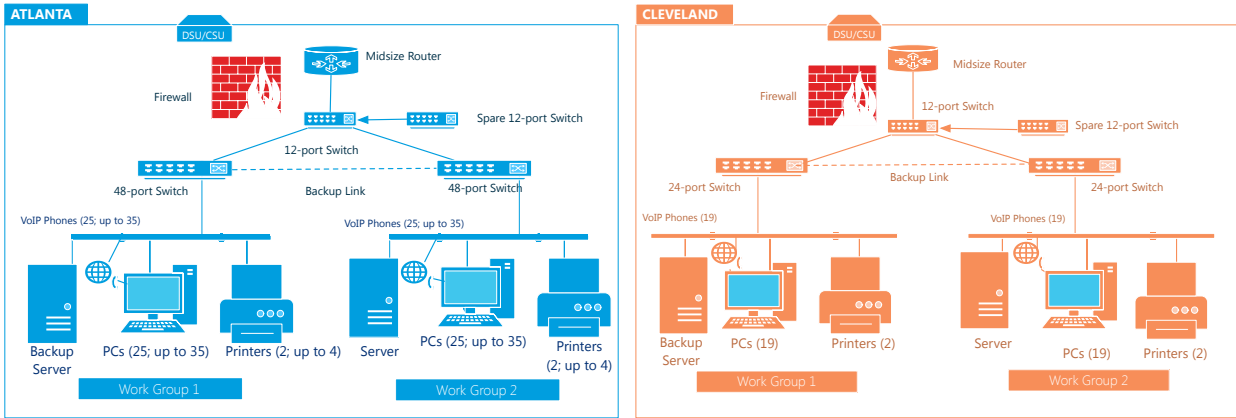 ATLANTA
DSU/CSU
Midsize Router
Firewall
Spare 12-port Switch
12-port Switch
48-port Switch
Backup Link
48-port Switch
VoIP Phones (25; up to 35)
VoIP Phones (25; up to 35)
Backup
Server
PCs (25; up to 35)
Printers (2; up to 4)
Server
PCs (25; up to 35)
Printers
(2; up to 4)
Work Group 1
Work Group 2
CLEVELAND
DSU/CSU
Midsize Router
Firewall
12-port Switch
Spare 12-port Switch
24-port Switch
Backup Link
24-port Switch
VoIP Phones (19)
VoIP Phones (19)
Backup
Server
PCs (19)
Printers (2)
Server
PCs (19)
Printers (2)
Work Group 1
Work Group 2